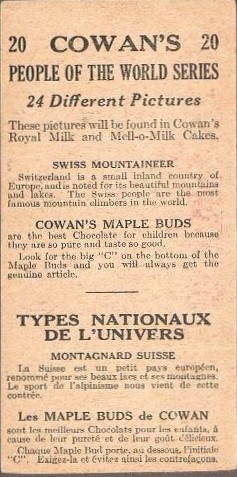 20 COWAN'S 20
PEOPLE OF THE WORLD SERIES
24 Different Pictures
These pictures will be found in Cowan's
Royal Milk and Mell-o-Milk Cakes.
SWISS MOUNTAINEER
Switzerland is a small inland country of
Europe, and is noted for its beautiful mountains
and lakes. The Swiss people are the most
famous mountain climbers in the world.
COWAN'S MAPLE BUDS
are the best Chocolate for children because
they are so pure and taste so good.
Look for the big "C" on the bottom of the
Maple Buds and you will always get the
genuine article.
TYPES NATIONAUX
DE L'UNIVERS
MONTAGNARD SUISSE
La Suisse est un petit pays européen,
renommé pour ses beaux lacs et ses montagnes.
Le sport de l'alpinisme nous vient de cette
contrée.
Les MAPLE BUDS de COWAN
sont les meilleurs Chocolats pour les enfants, à
cause de leur pureté et de leur goût délicieux.
Chaque Maple Bud porte, au dessous, l'initiale
"C". Exigez-la et évitez ainsi les contrefaçons.